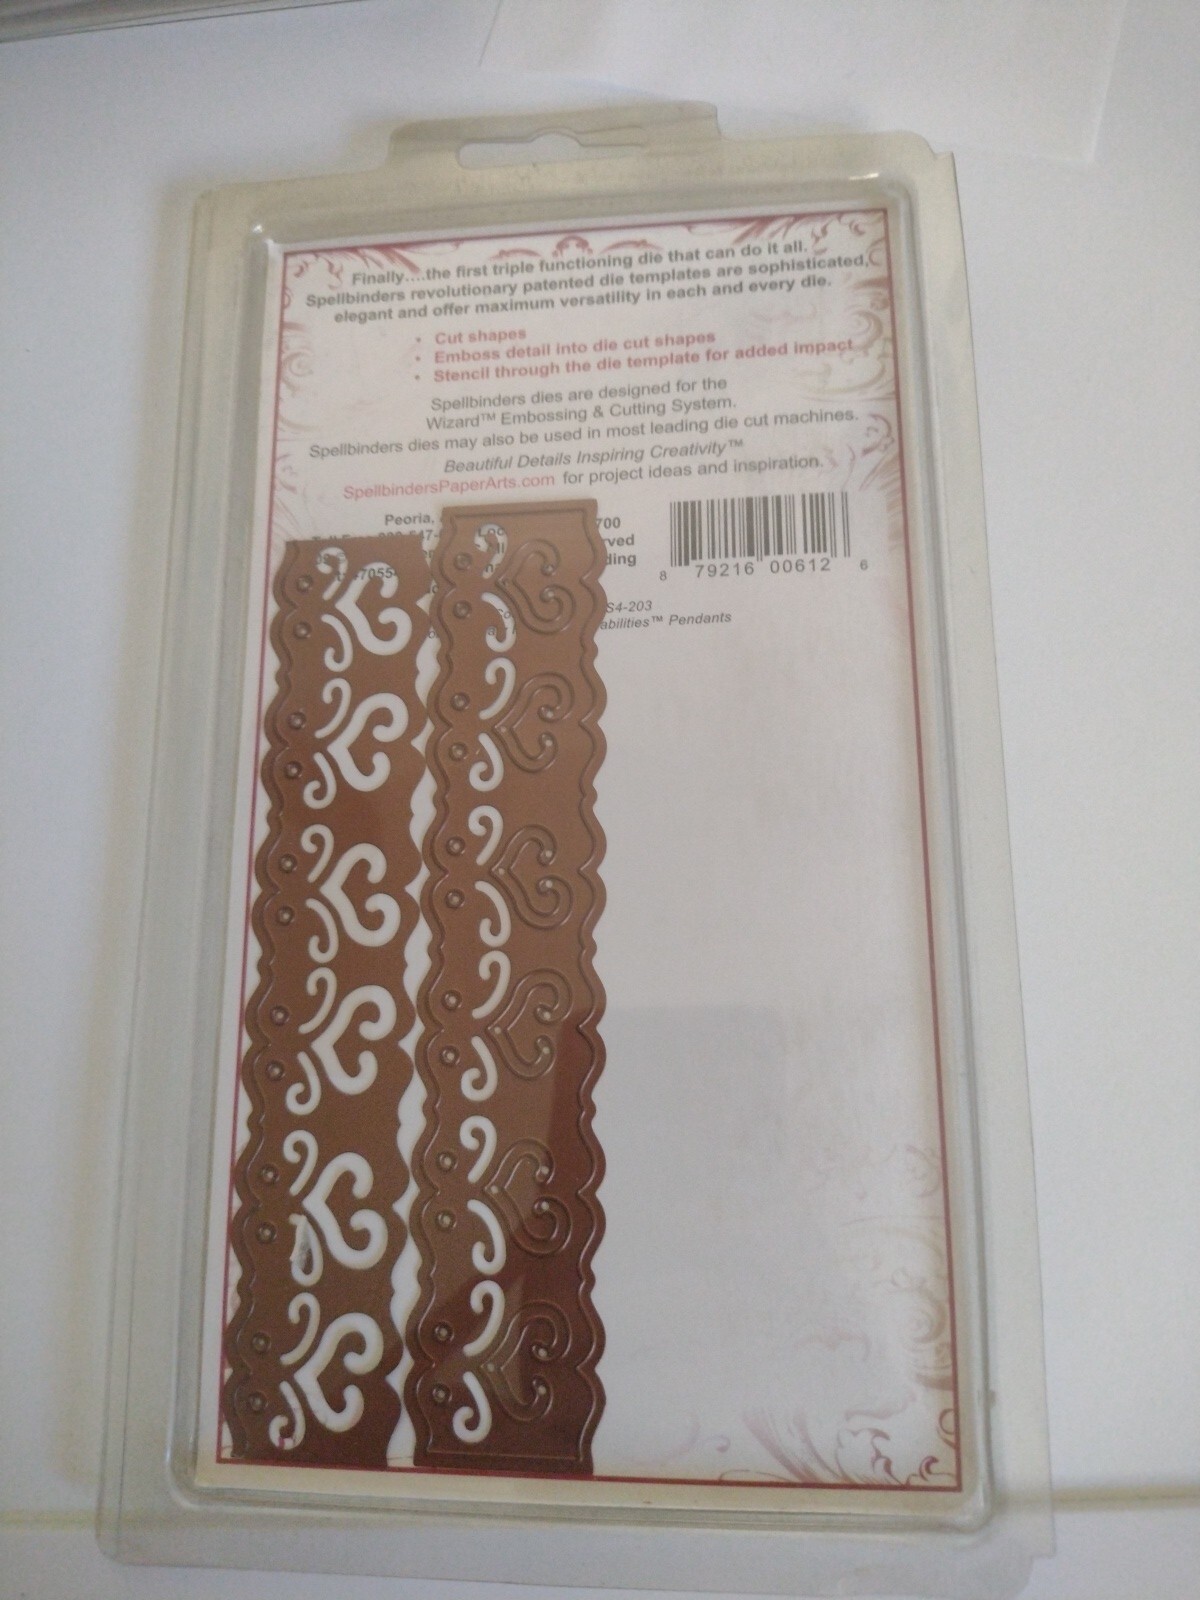 Finally....the first triple functioning die that can do it all.
Spellbinders revolutionary patented die templates are sophisticated,
elegant and offer maximum versatility in each and every die.
• Cut shapes
• Emboss detail into die cut shapes
• Stencil through the die template for added impact
Spellbinders dies are designed for the
Wizard™ Embossing & Cutting System.
Spellbinders dies may also be used in most leading die cut machines.
Beautiful Details Inspiring Creativity™
SpellbindersPaperArts.com for project ideas and inspiration.
Peoria,
8 79216 00612 6
S4-203
Pendants